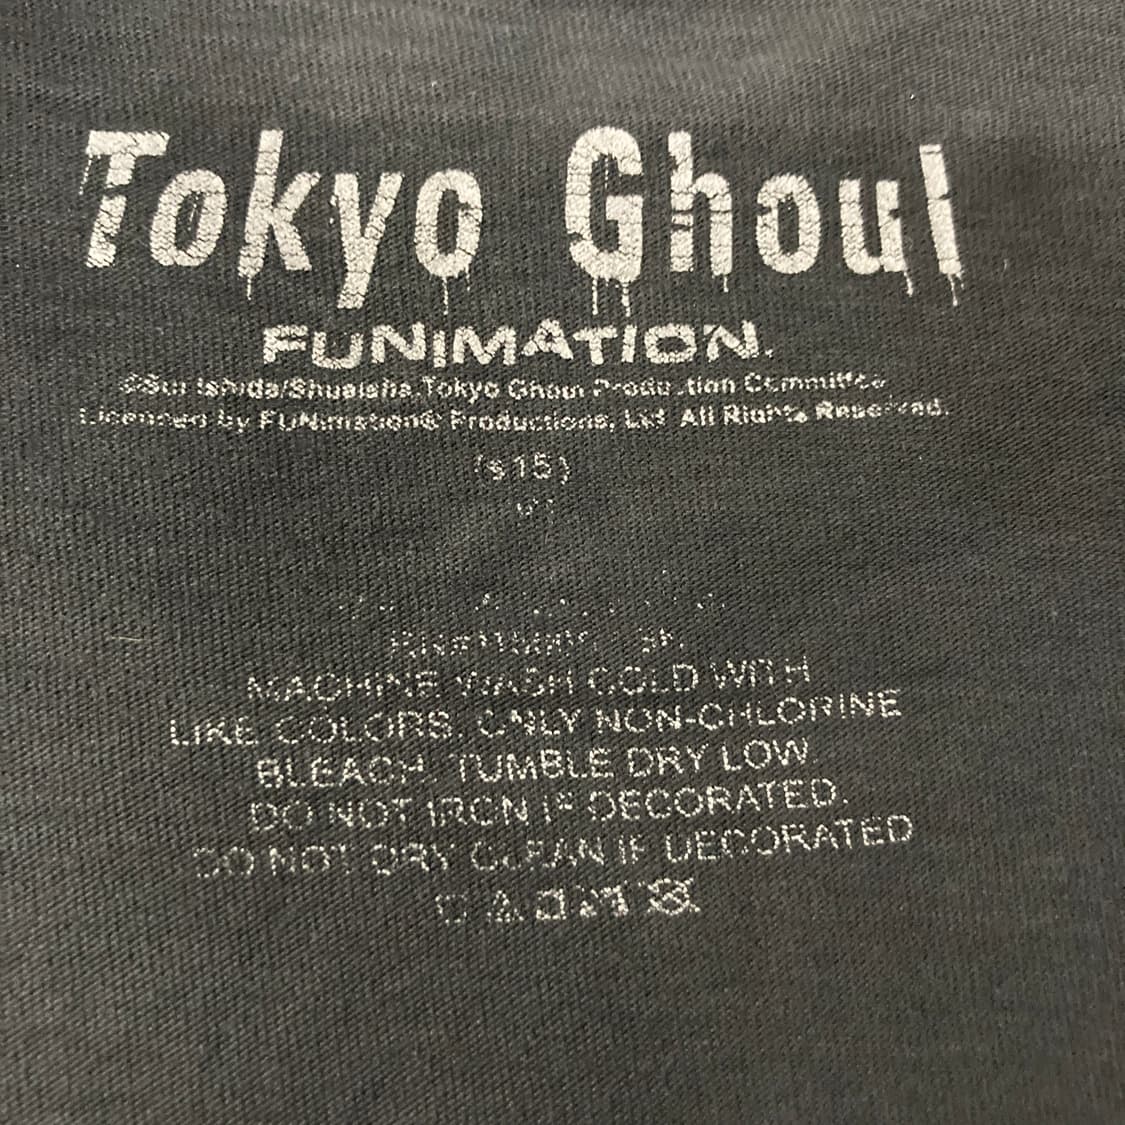 Tokyo Ghoul
FUNIMATION.
©Sui Ishida/Shueisha,Tokyo Ghoul Production Committee
Licensed by FUNimation® Productions, Ltd. All Rights Reserved.
(s15)
MACHINE WASH COLD WITH
LIKE COLORS. ONLY NON-CHLORINE
BLEACH. TUMBLE DRY LOW.
DO NOT IRON IF DECORATED.
DO NOT DRY CLEAN IF DECORATED